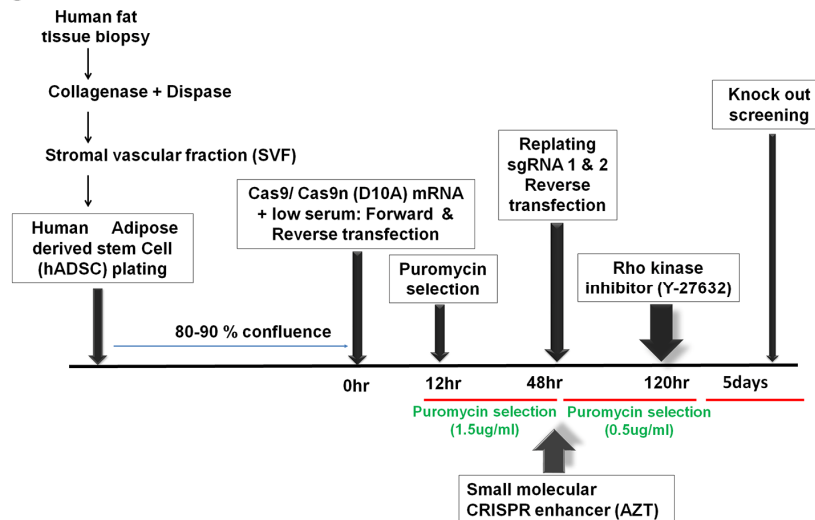 Human fat
tissue biopsy
Collagenase + Dispase
Stromal vascular fraction (SVF)
Human Adipose
derived stem Cell
(hADSC) plating
80-90 % confluence
Cas9/ Cas9n (D10A) mRNA
+ low serum: Forward &
Reverse transfection
Puromycin
selection
Replating
sgRNA 1 & 2
Reverse
transfection
Rho kinase
inhibitor (Y-27632)
Knock out
screening
0hr
12hr
48hr
120hr
5days
Puromycin selection
(1.5ug/ml)
Puromycin selection
(0.5ug/ml)
Small molecular
CRISPR enhancer (AZT)